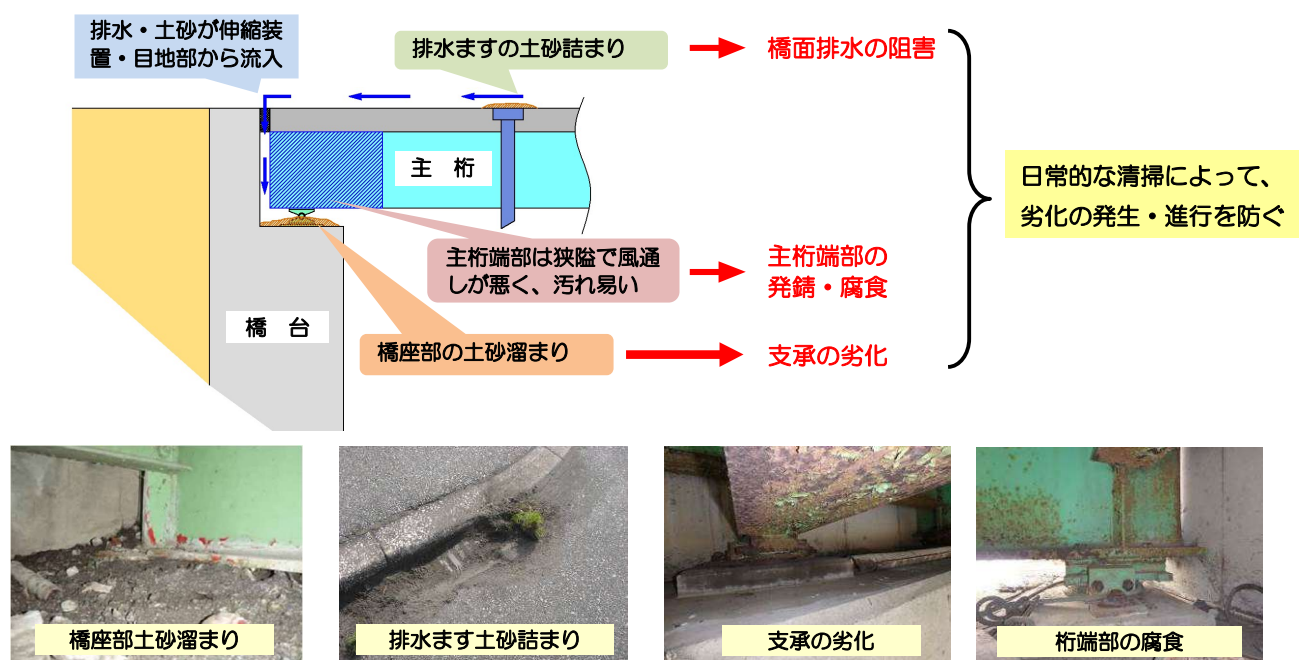 排水・土砂が伸縮装
置・目地部から流入
排水ますの土砂詰まり
橋面排水の阻害
主 桁
日常的な清掃によって、
劣化の発生・進行を防ぐ
主桁端部は狭隘で風通
しが悪く、汚れ易い
主桁端部の
発錆・腐食
橋 台
橋座部の土砂溜まり
支承の劣化
橋座部土砂溜まり
排水ます土砂詰まり
支承の劣化
桁端部の腐食